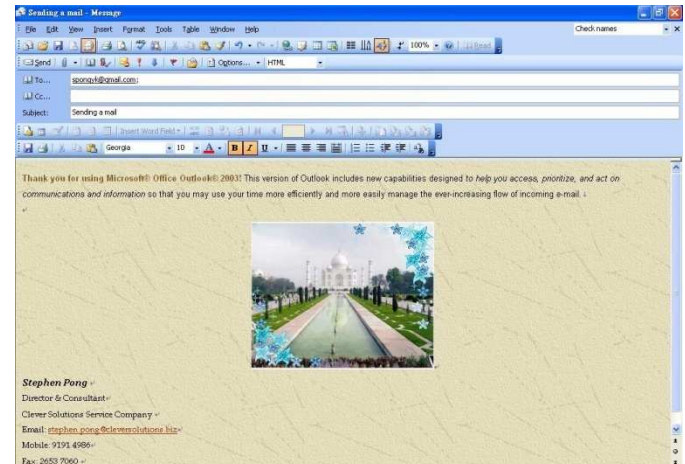 Sending a mail - Message
File Edit View Insert Format Tools Table Window Help Check names
100% Read
Send Options... HTML
To... spongyk@gmail.com;
Cc...
Subject: Sending a mail
Insert Word Field
Georgia 10 A B I U
Thank you for using Microsoft® Office Outlook® 2003! This version of Outlook includes new capabilities designed to help you access, prioritize, and act on
communications and information so that you may use your time more efficiently and more easily manage the ever-increasing flow of incoming e-mail.
Stephen Pong
Director & Consultant
Clever Solutions Service Company
Email: stephen.pong@cleversolutions.biz
Mobile: 9191 4986
Fax: 2653 7060